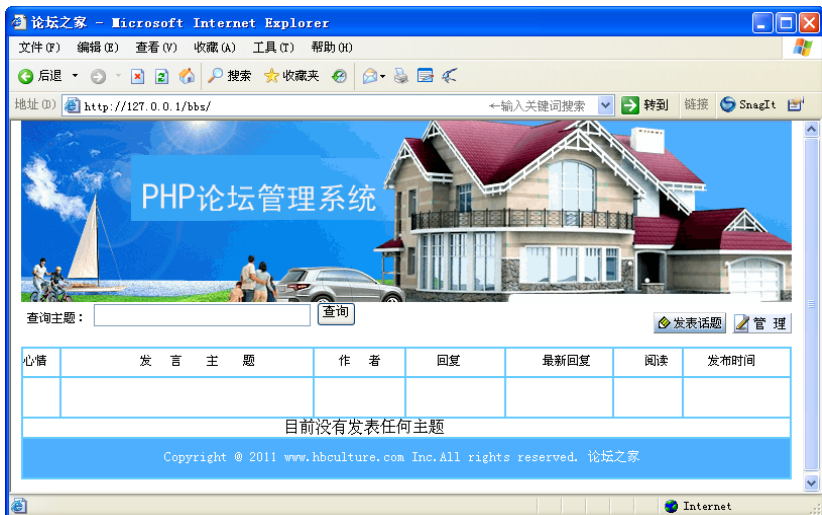 论坛之家 - Microsoft Internet Explorer
文件(F) 编辑(E) 查看(V) 收藏(A) 工具(T) 帮助(H)
后退 搜索 收藏夹
地址(D) http://127.0.0.1/bbs/ ←输入关键词搜索 转到 链接 SnagIt
PHP论坛管理系统
查询主题： 查询 发表话题 管 理
心情 发 言 主 题 作 者 回复 最新回复 阅读 发布时间
目前没有发表任何主题
Copyright @ 2011 www.hbculture.com Inc.All rights reserved. 论坛之家
Internet